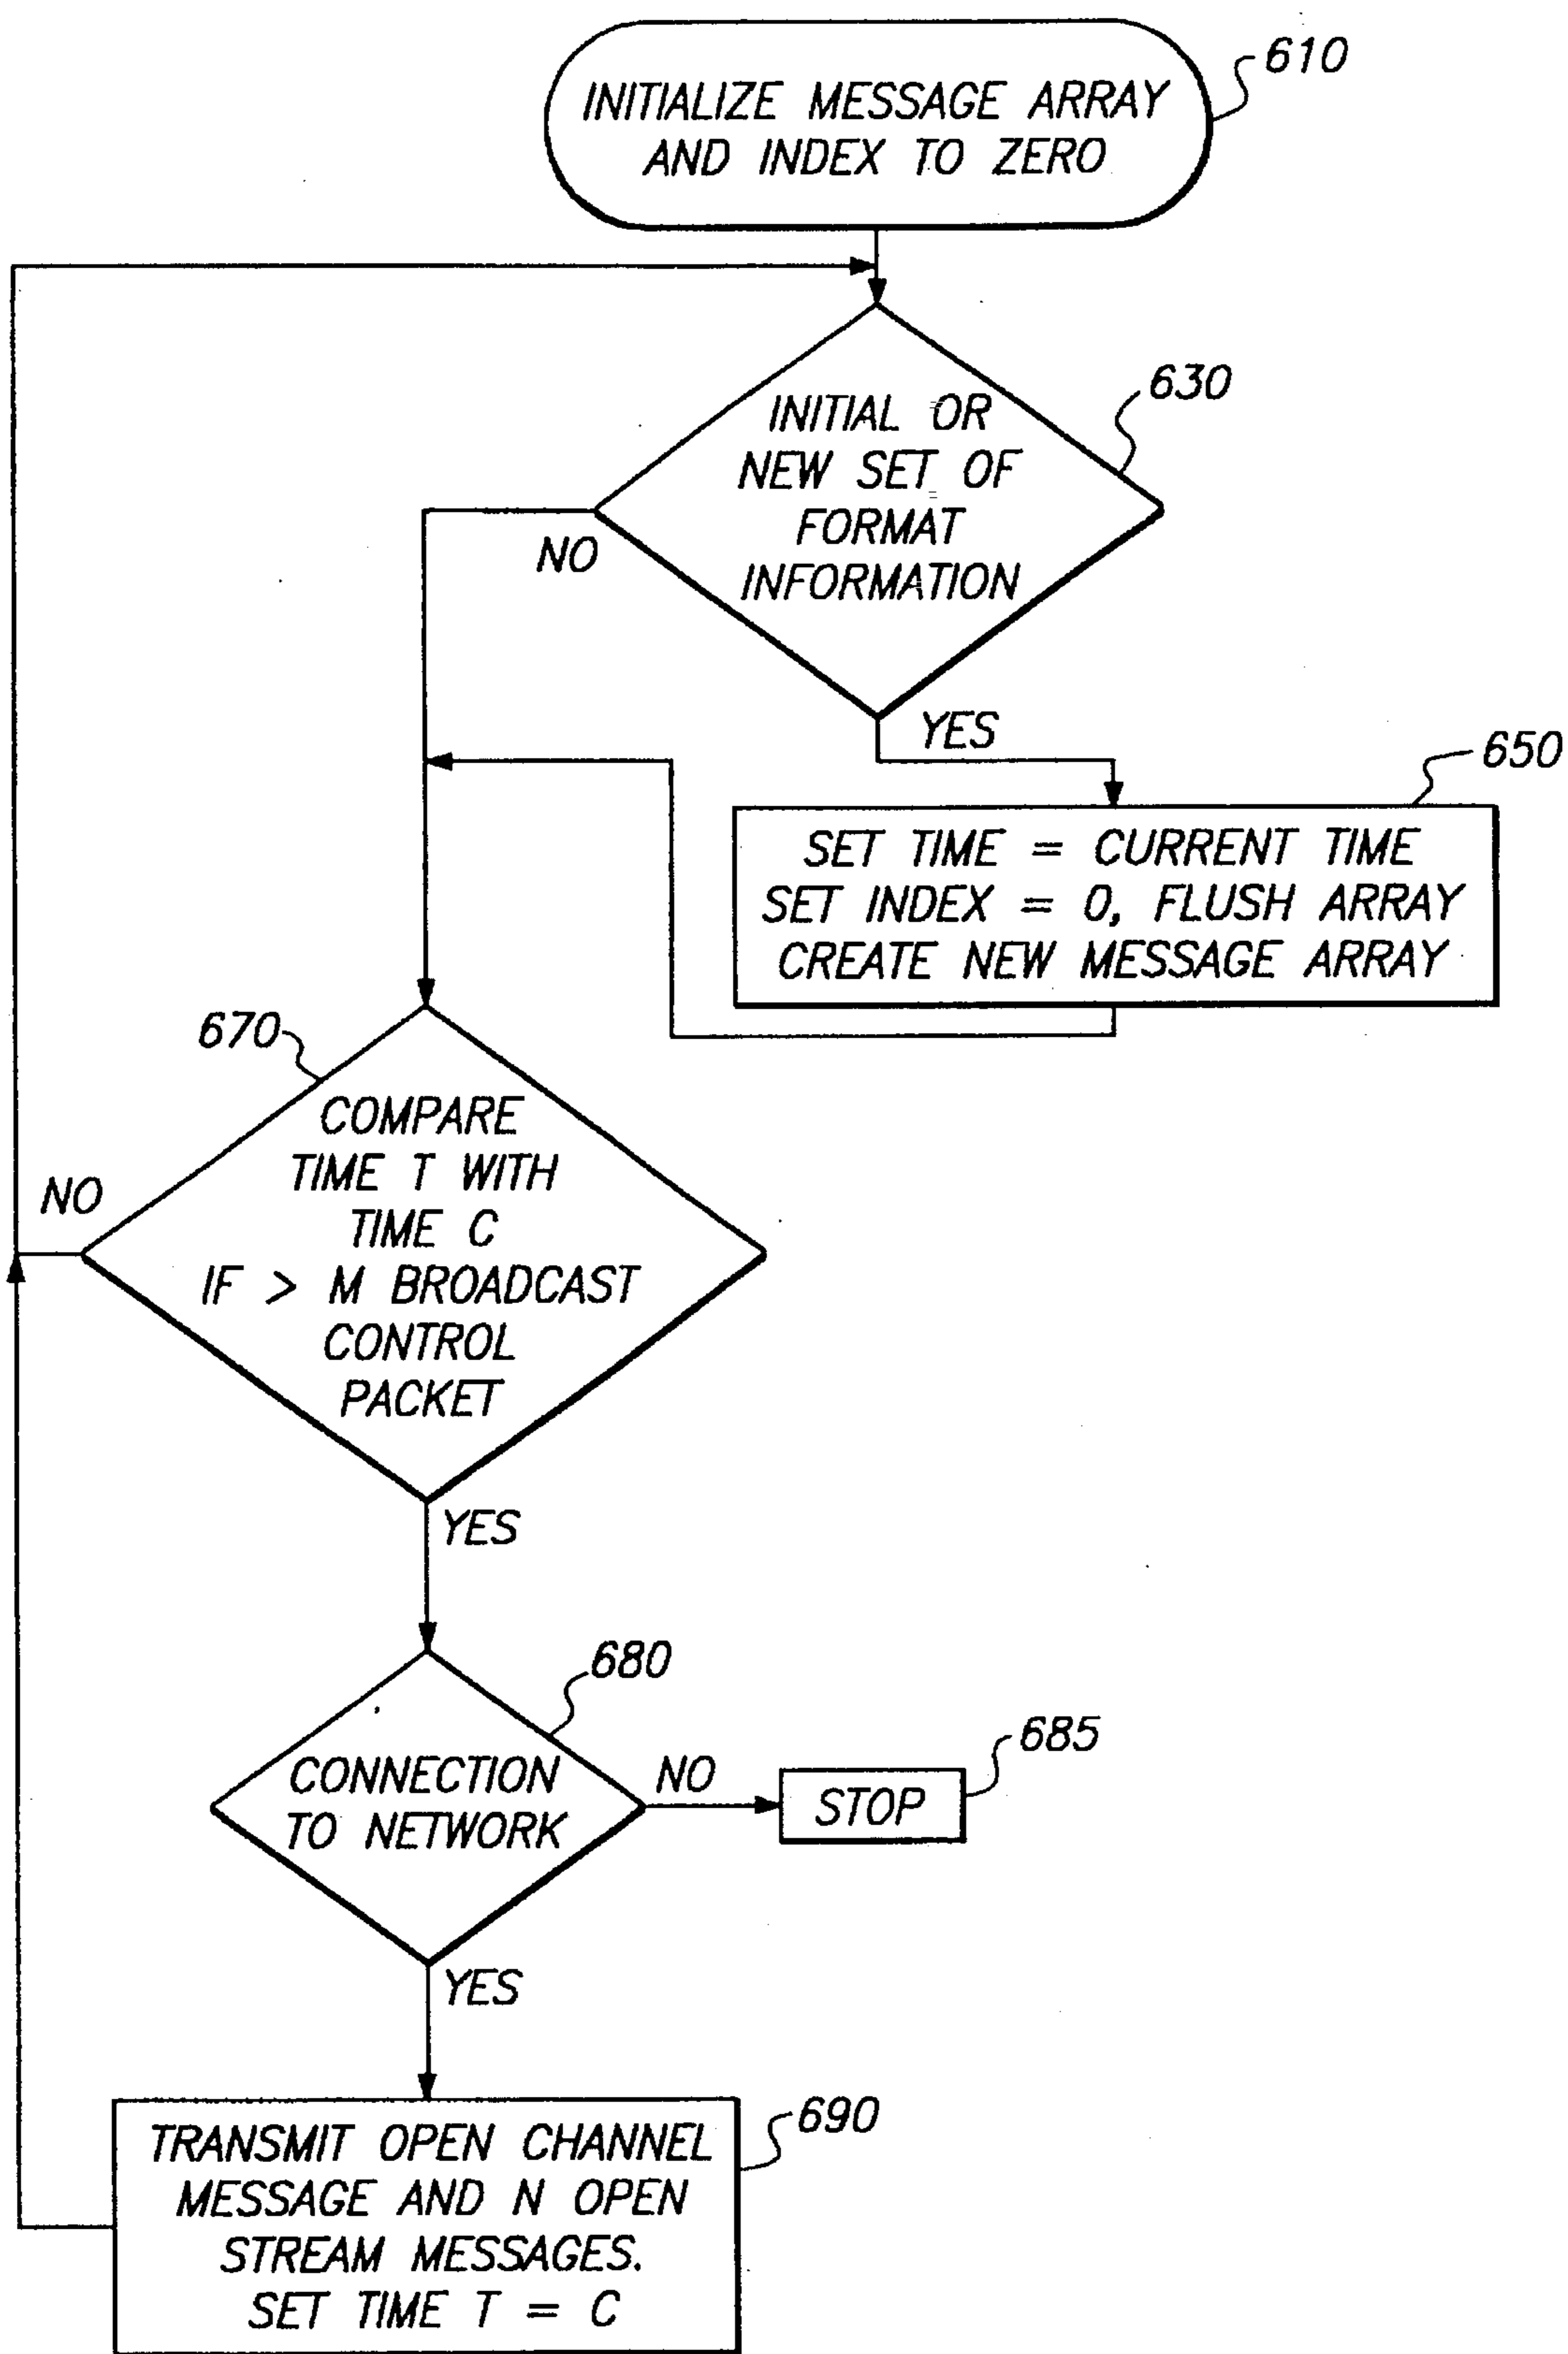 610
INITIALIZE MESSAGE ARRAY
AND INDEX TO ZERO
630
INITIAL OR
NEW SET OF
FORMAT
INFORMATION
NO
YES
650
SET TIME = CURRENT TIME
SET INDEX = 0, FLUSH ARRAY
CREATE NEW MESSAGE ARRAY
670
COMPARE
TIME T WITH
TIME C
IF > M BROADCAST
CONTROL
PACKET
NO
YES
680
CONNECTION
TO NETWORK
NO
685
STOP
YES
690
TRANSMIT OPEN CHANNEL
MESSAGE AND N OPEN
STREAM MESSAGES.
SET TIME T = C